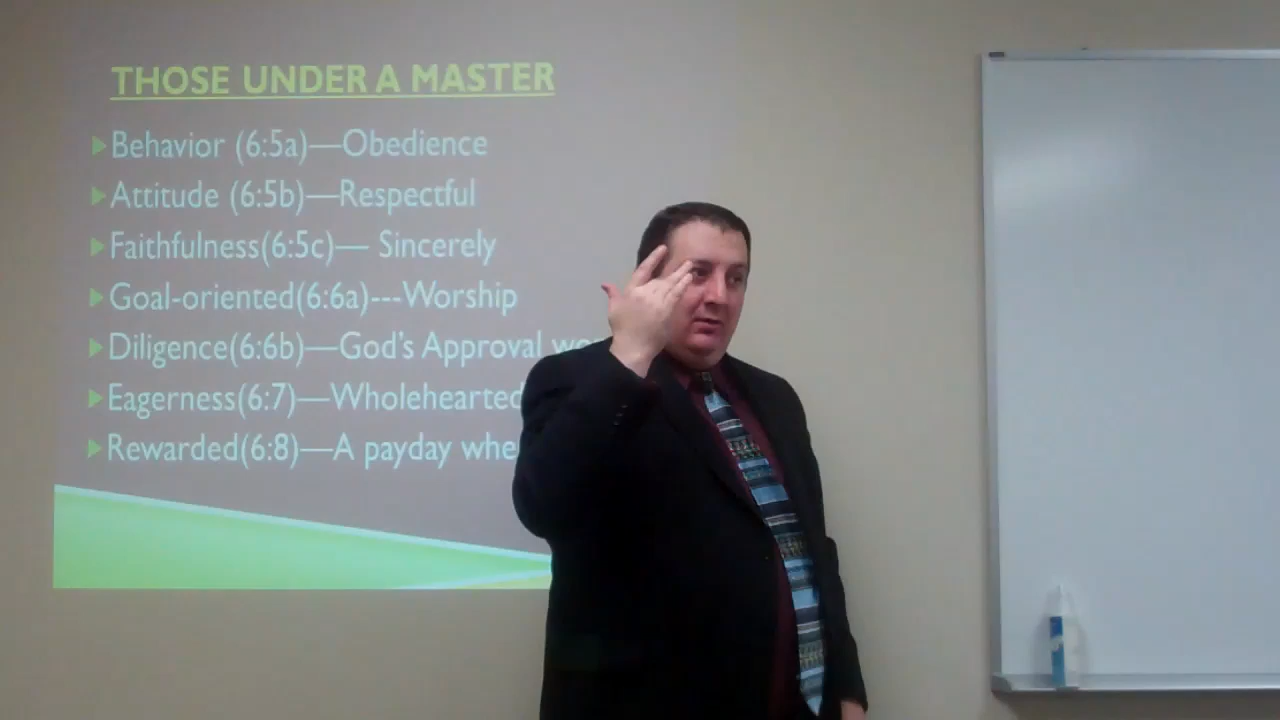 THOSE UNDER A MASTER
Behavior (6:5a)—Obedience
Attitude (6:5b)—Respectful
Faithfulness(6:5c)— Sincerely
Goal-oriented(6:6a)---Worship
Diligence(6:6b)—God's Approval
Eagerness(6:7)—Wholehearted
Rewarded(6:8)—A payday